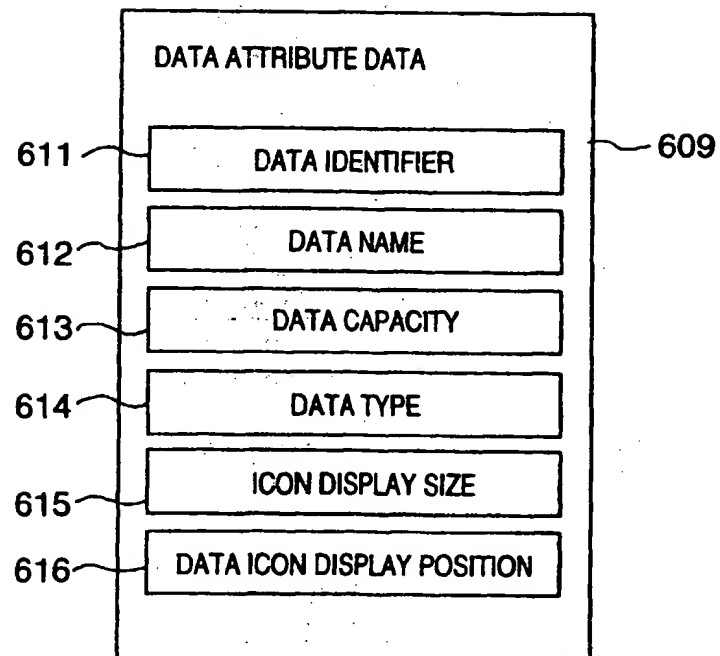 DATA ATTRIBUTE DATA
609
611 DATA IDENTIFIER
612 DATA NAME
613 DATA CAPACITY
614 DATA TYPE
615 ICON DISPLAY SIZE
616 DATA ICON DISPLAY POSITION